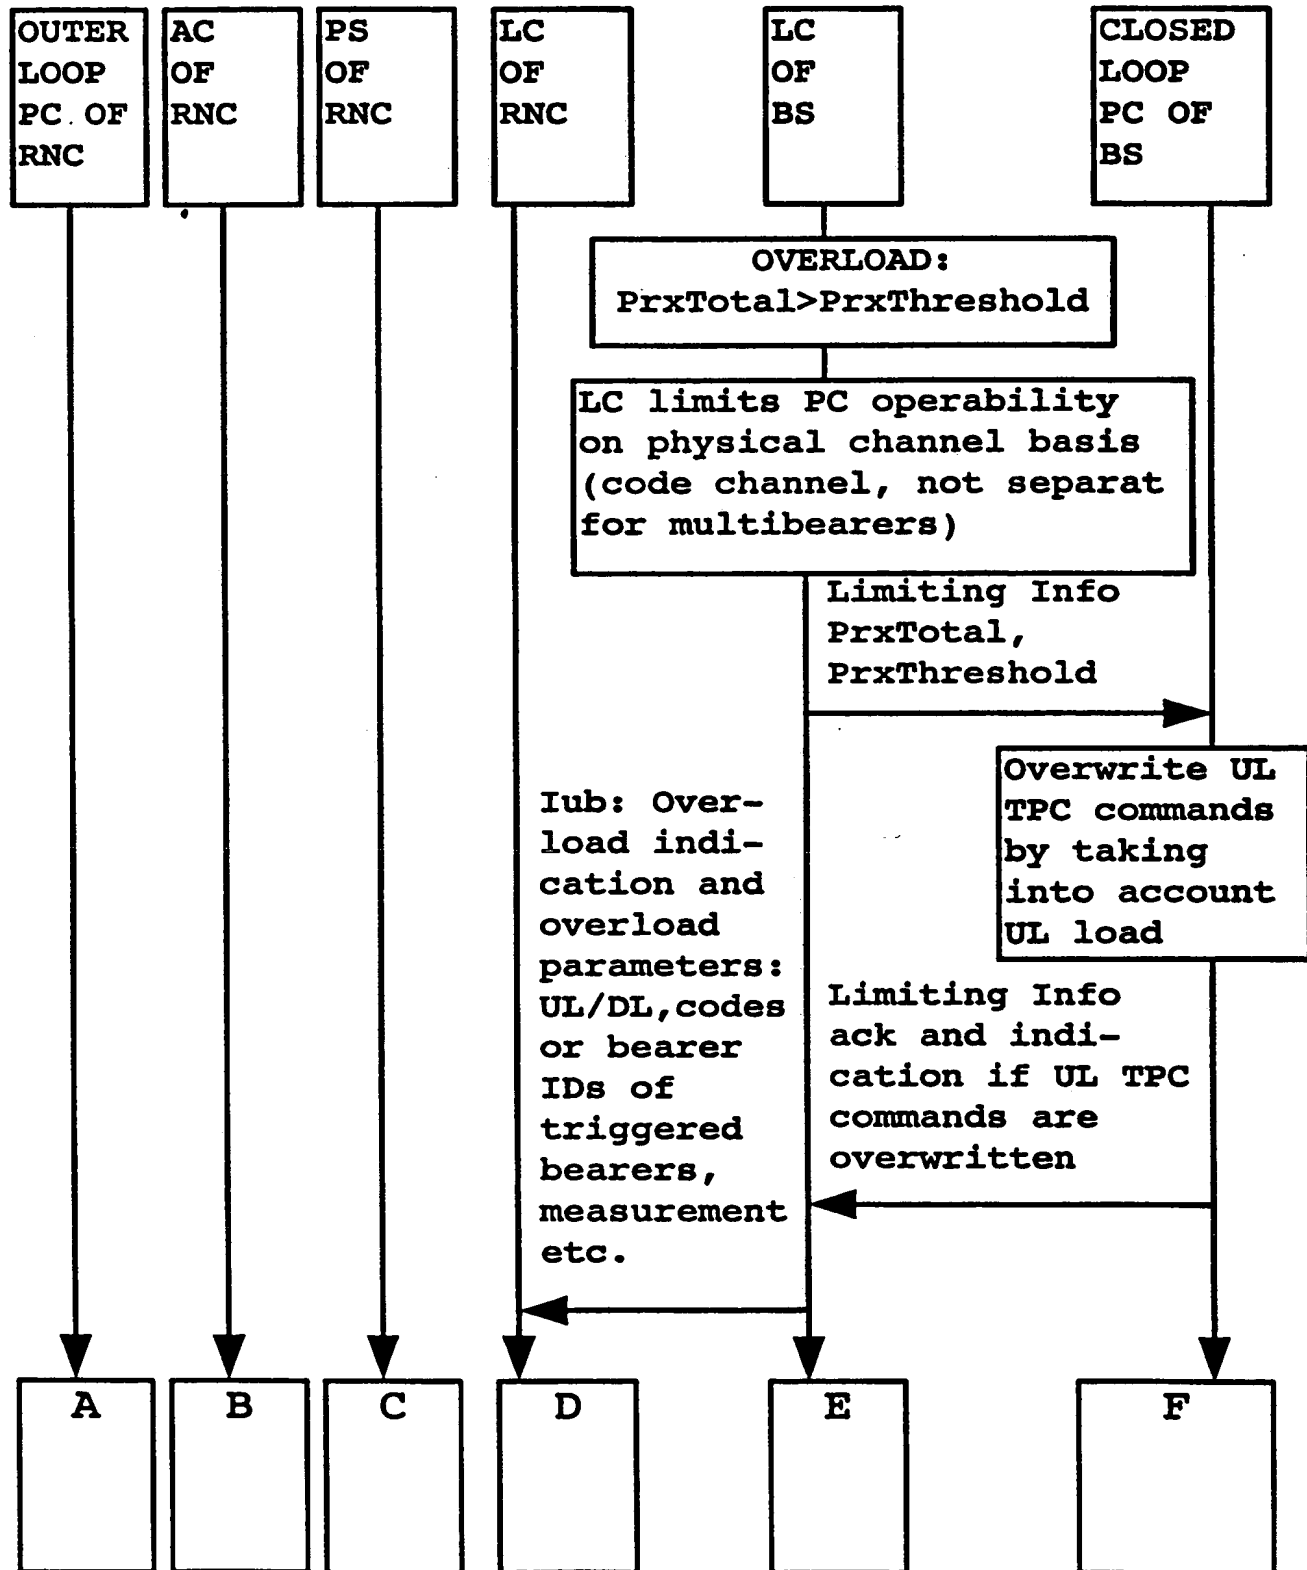 OUTER
LOOP
PC. OF
RNC
AC
OF
RNC
PS
OF
RNC
LC
OF
RNC
LC
OF
BS
CLOSED
LOOP
PC OF
BS
OVERLOAD:
PrxTotal>PrxThreshold
LC limits PC operability
on physical channel basis
(code channel, not separat
for multibearers)
Limiting Info
PrxTotal,
PrxThreshold
Overwrite UL
TPC commands
by taking
into account
UL load
Iub: Over-
load indi-
cation and
overload
parameters:
UL/DL,codes
or bearer
IDs of
triggered
bearers,
measurement
etc.
Limiting Info
ack and indi-
cation if UL TPC
commands are
overwritten
A
B
C
D
E
F